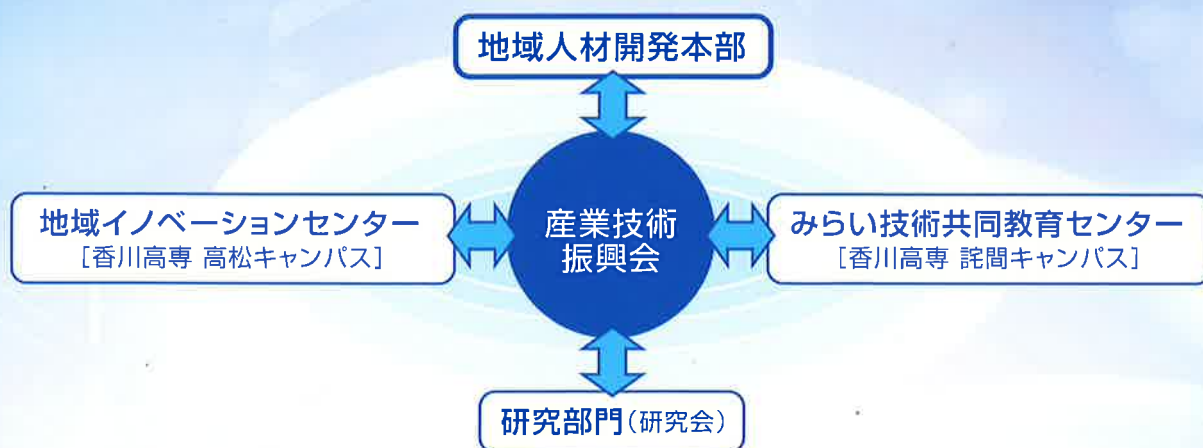 地域人材開発本部
地域イノベーションセンター
[香川高専 高松キャンパス]
産業技術
振興会
みらい技術共同教育センター
[香川高専 詫間キャンパス]
研究部門(研究会)